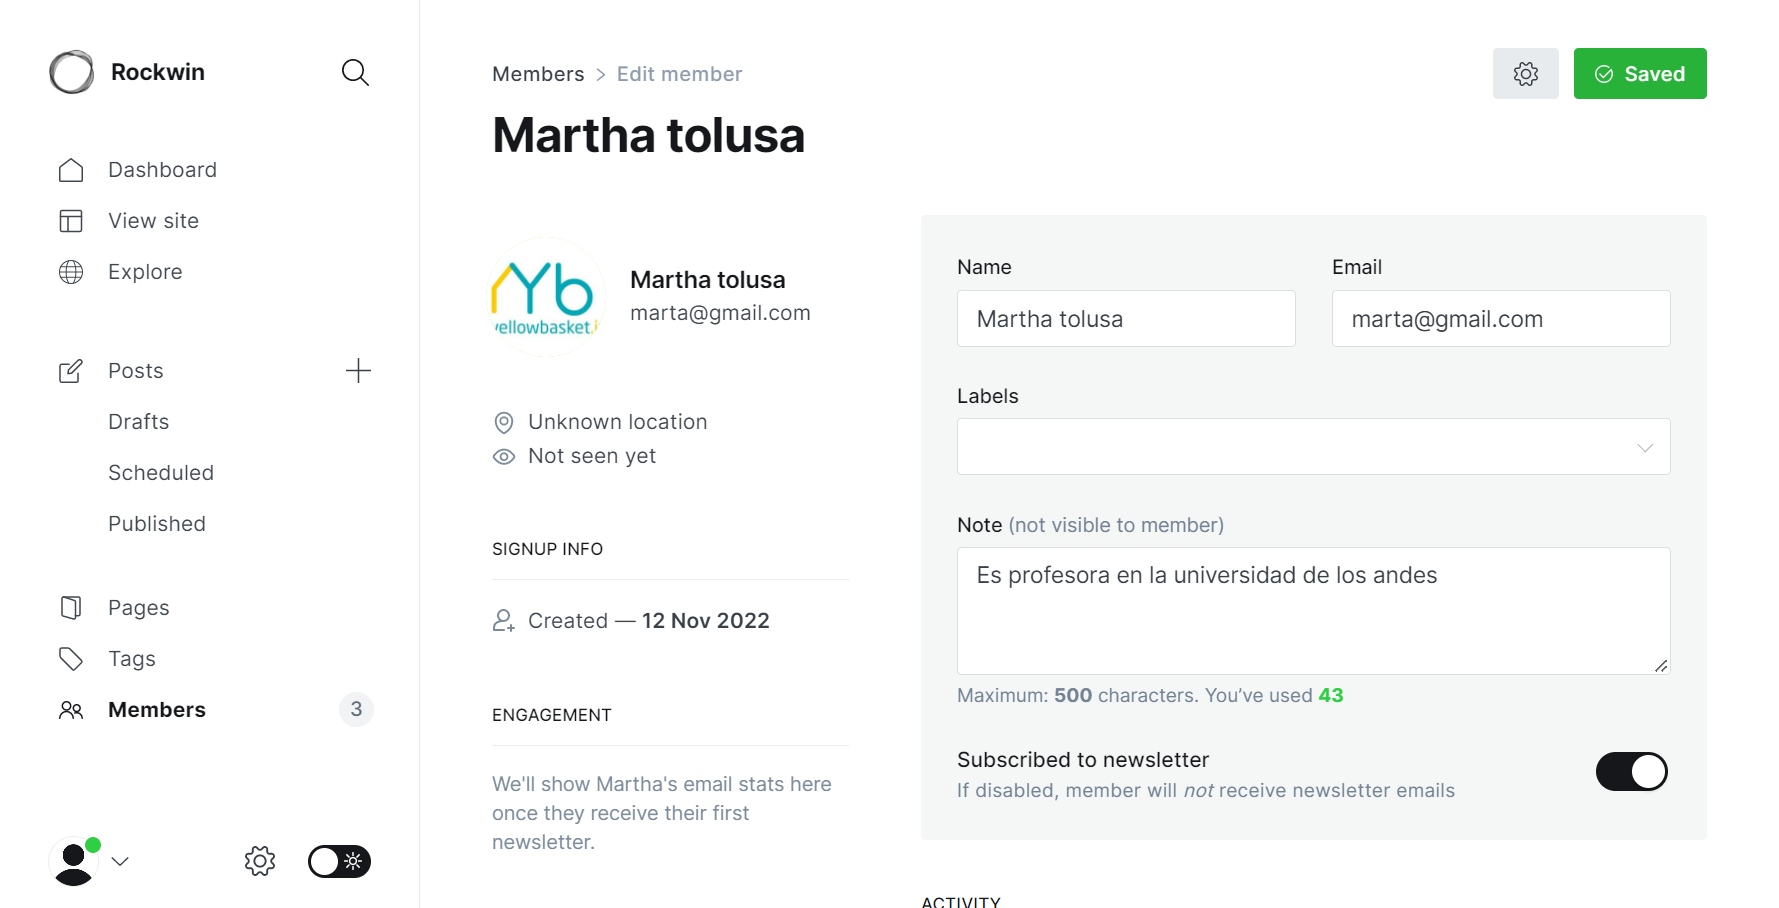 Rockwin
Dashboard
View site
Explore
Posts
Drafts
Scheduled
Published
Pages
Tags
Members 3
Members > Edit member
Saved
Martha tolusa
Yb
yellowbasket.i
Martha tolusa
marta@gmail.com
Unknown location
Not seen yet
SIGNUP INFO
Created — 12 Nov 2022
ENGAGEMENT
We'll show Martha's email stats here
once they receive their first
newsletter.
Name
Martha tolusa
Email
marta@gmail.com
Labels
Note (not visible to member)
Es profesora en la universidad de los andes
Maximum: 500 characters. You’ve used 43
Subscribed to newsletter
If disabled, member will not receive newsletter emails
ACTIVITY